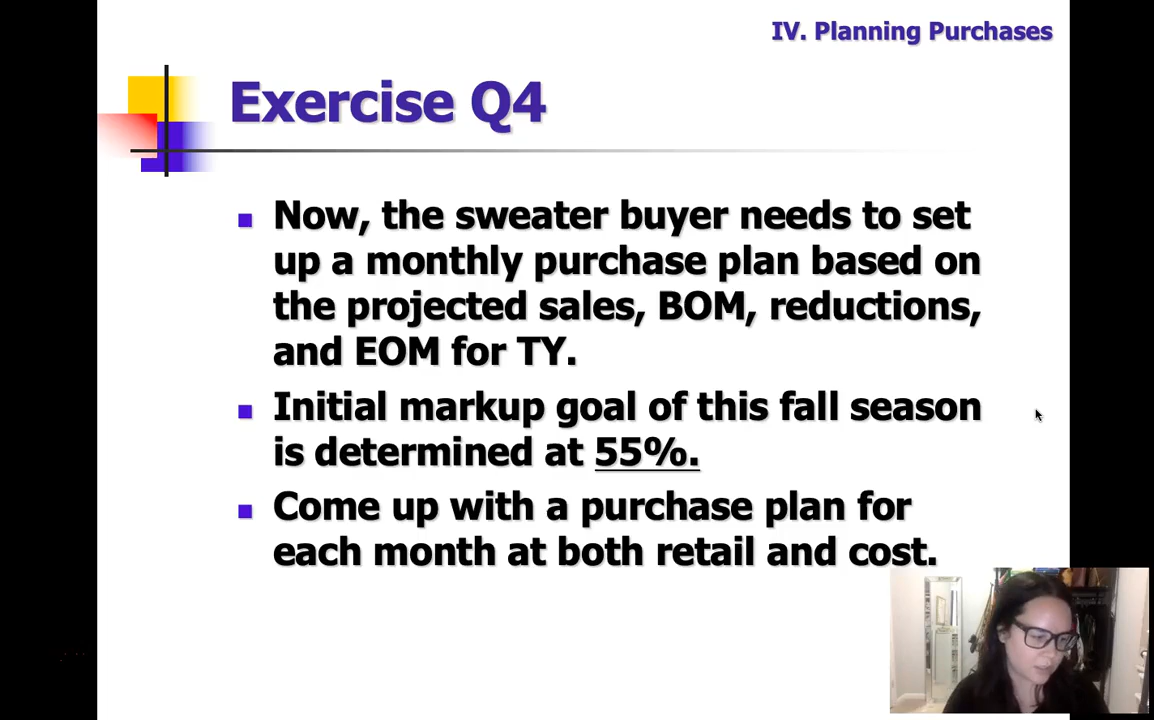 IV. Planning Purchases
Exercise Q4
Now, the sweater buyer needs to set
up a monthly purchase plan based on
the projected sales, BOM, reductions,
and EOM for TY.
Initial markup goal of this fall season
is determined at 55%.
Come up with a purchase plan for
each month at both retail and cost.